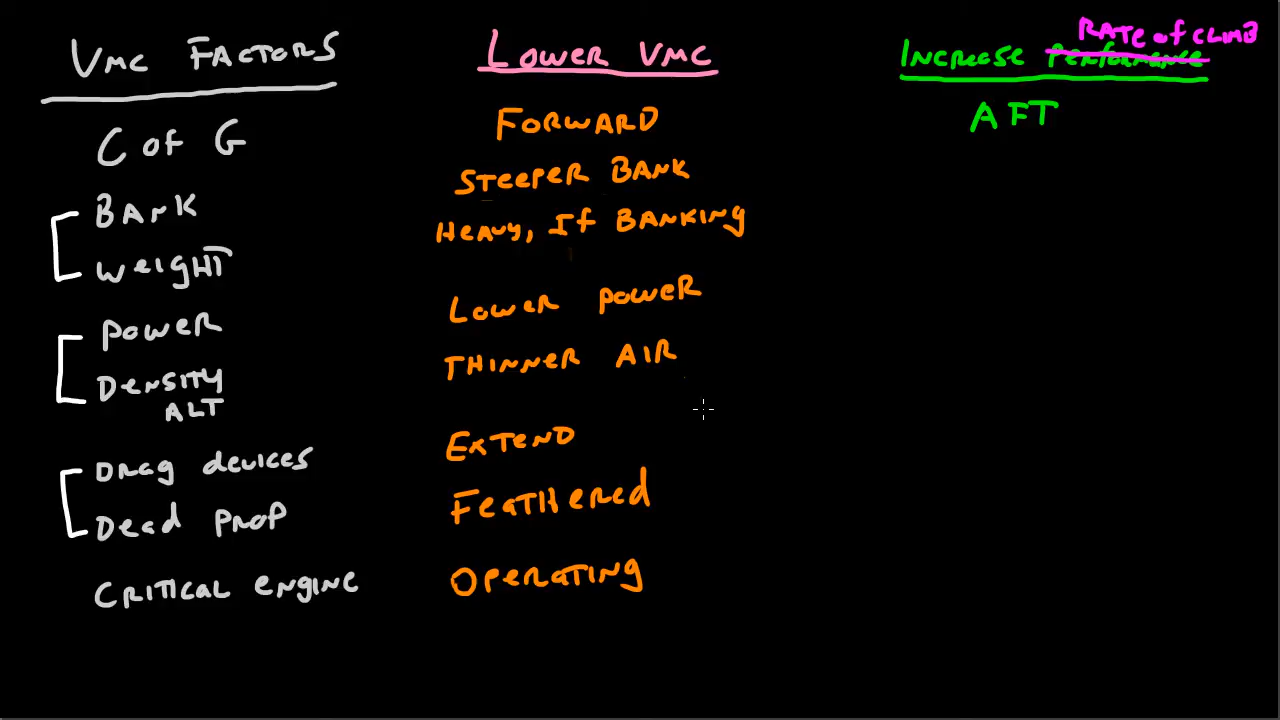 VMC FACTORS
C of G
BANK
WEIGHT
POWER
DENSITY
ALT
DRAG DEVICES
DEAD PROP
CRITICAL ENGINE
LOWER VMC
FORWARD
STEEPER BANK
HEAVY, IF BANKING
LOWER POWER
THINNER AIR
EXTEND
FEATHERED
OPERATING
RATE of CLIMB
INCREASE PERFORMANCE
AFT